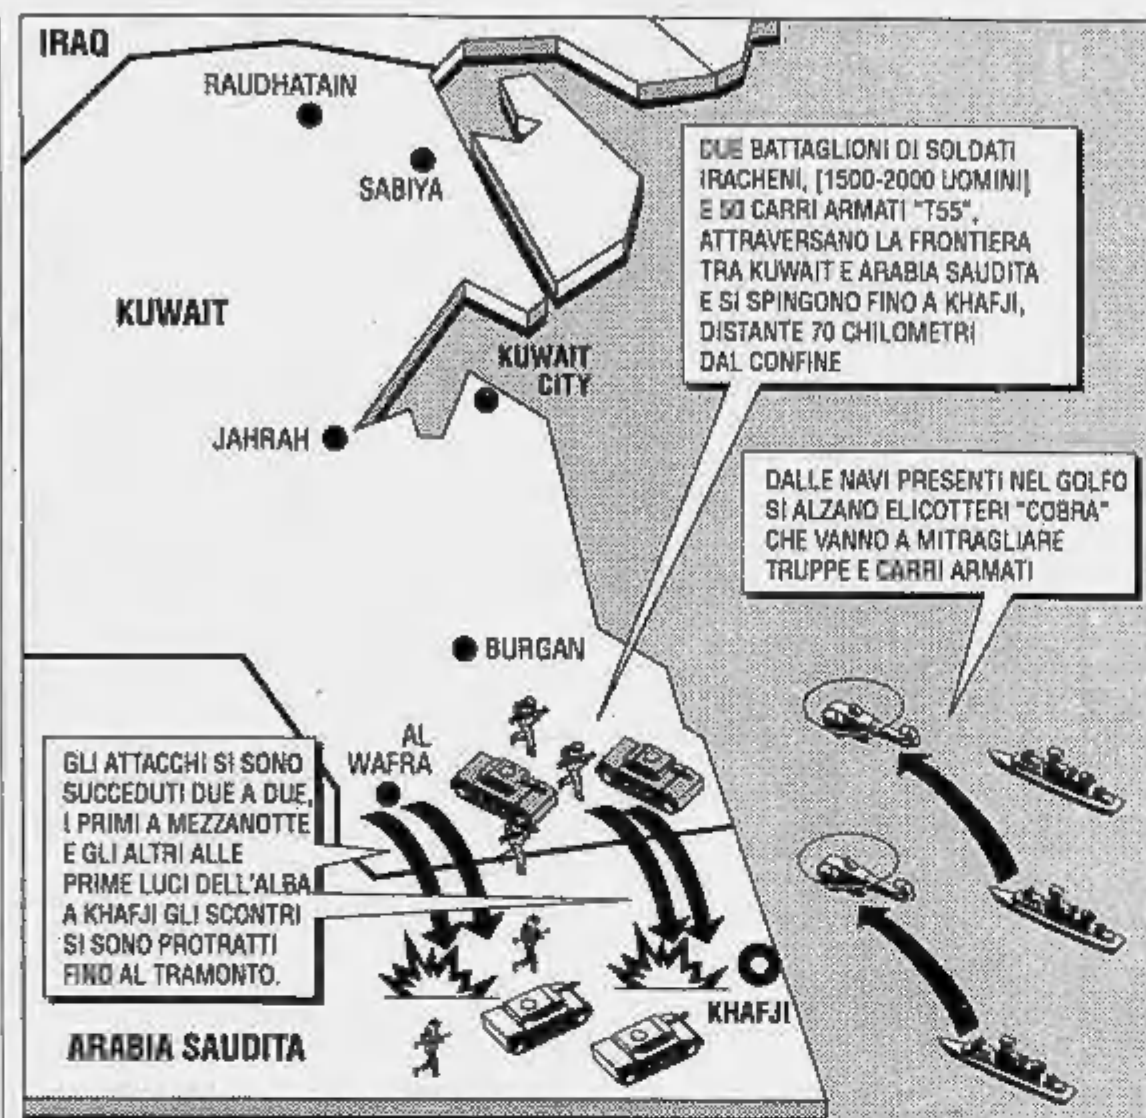 IRAQ
RAUDHATAIN
SABIYA
KUWAIT
KUWAIT
CITY
JAHRAH
DUE BATTAGLIONI DI SOLDATI
IRACHENI, [1500-2000 UOMINI]
E 50 CARRI ARMATI "T55",
ATTRAVERSANO LA FRONTIERA
TRA KUWAIT E ARABIA SAUDITA
E SI SPINGONO FINO A KHAFJI,
DISTANTE 70 CHILOMETRI
DAL CONFINE
DALLE NAVI PRESENTI NEL GOLFO
SI ALZANO ELICOTTERI "COBRA"
CHE VANNO A MITRAGLIARE
TRUPPE E CARRI ARMATI
BURGAN
AL
WAFRA
GLI ATTACCHI SI SONO
SUCCEDUTI DUE A DUE,
I PRIMI A MEZZANOTTE
E GLI ALTRI ALLE
PRIME LUCI DELL'ALBA
A KHAFJI GLI SCONTRI
SI SONO PROTRATTI
FINO AL TRAMONTO.
KHAFJI
ARABIA SAUDITA